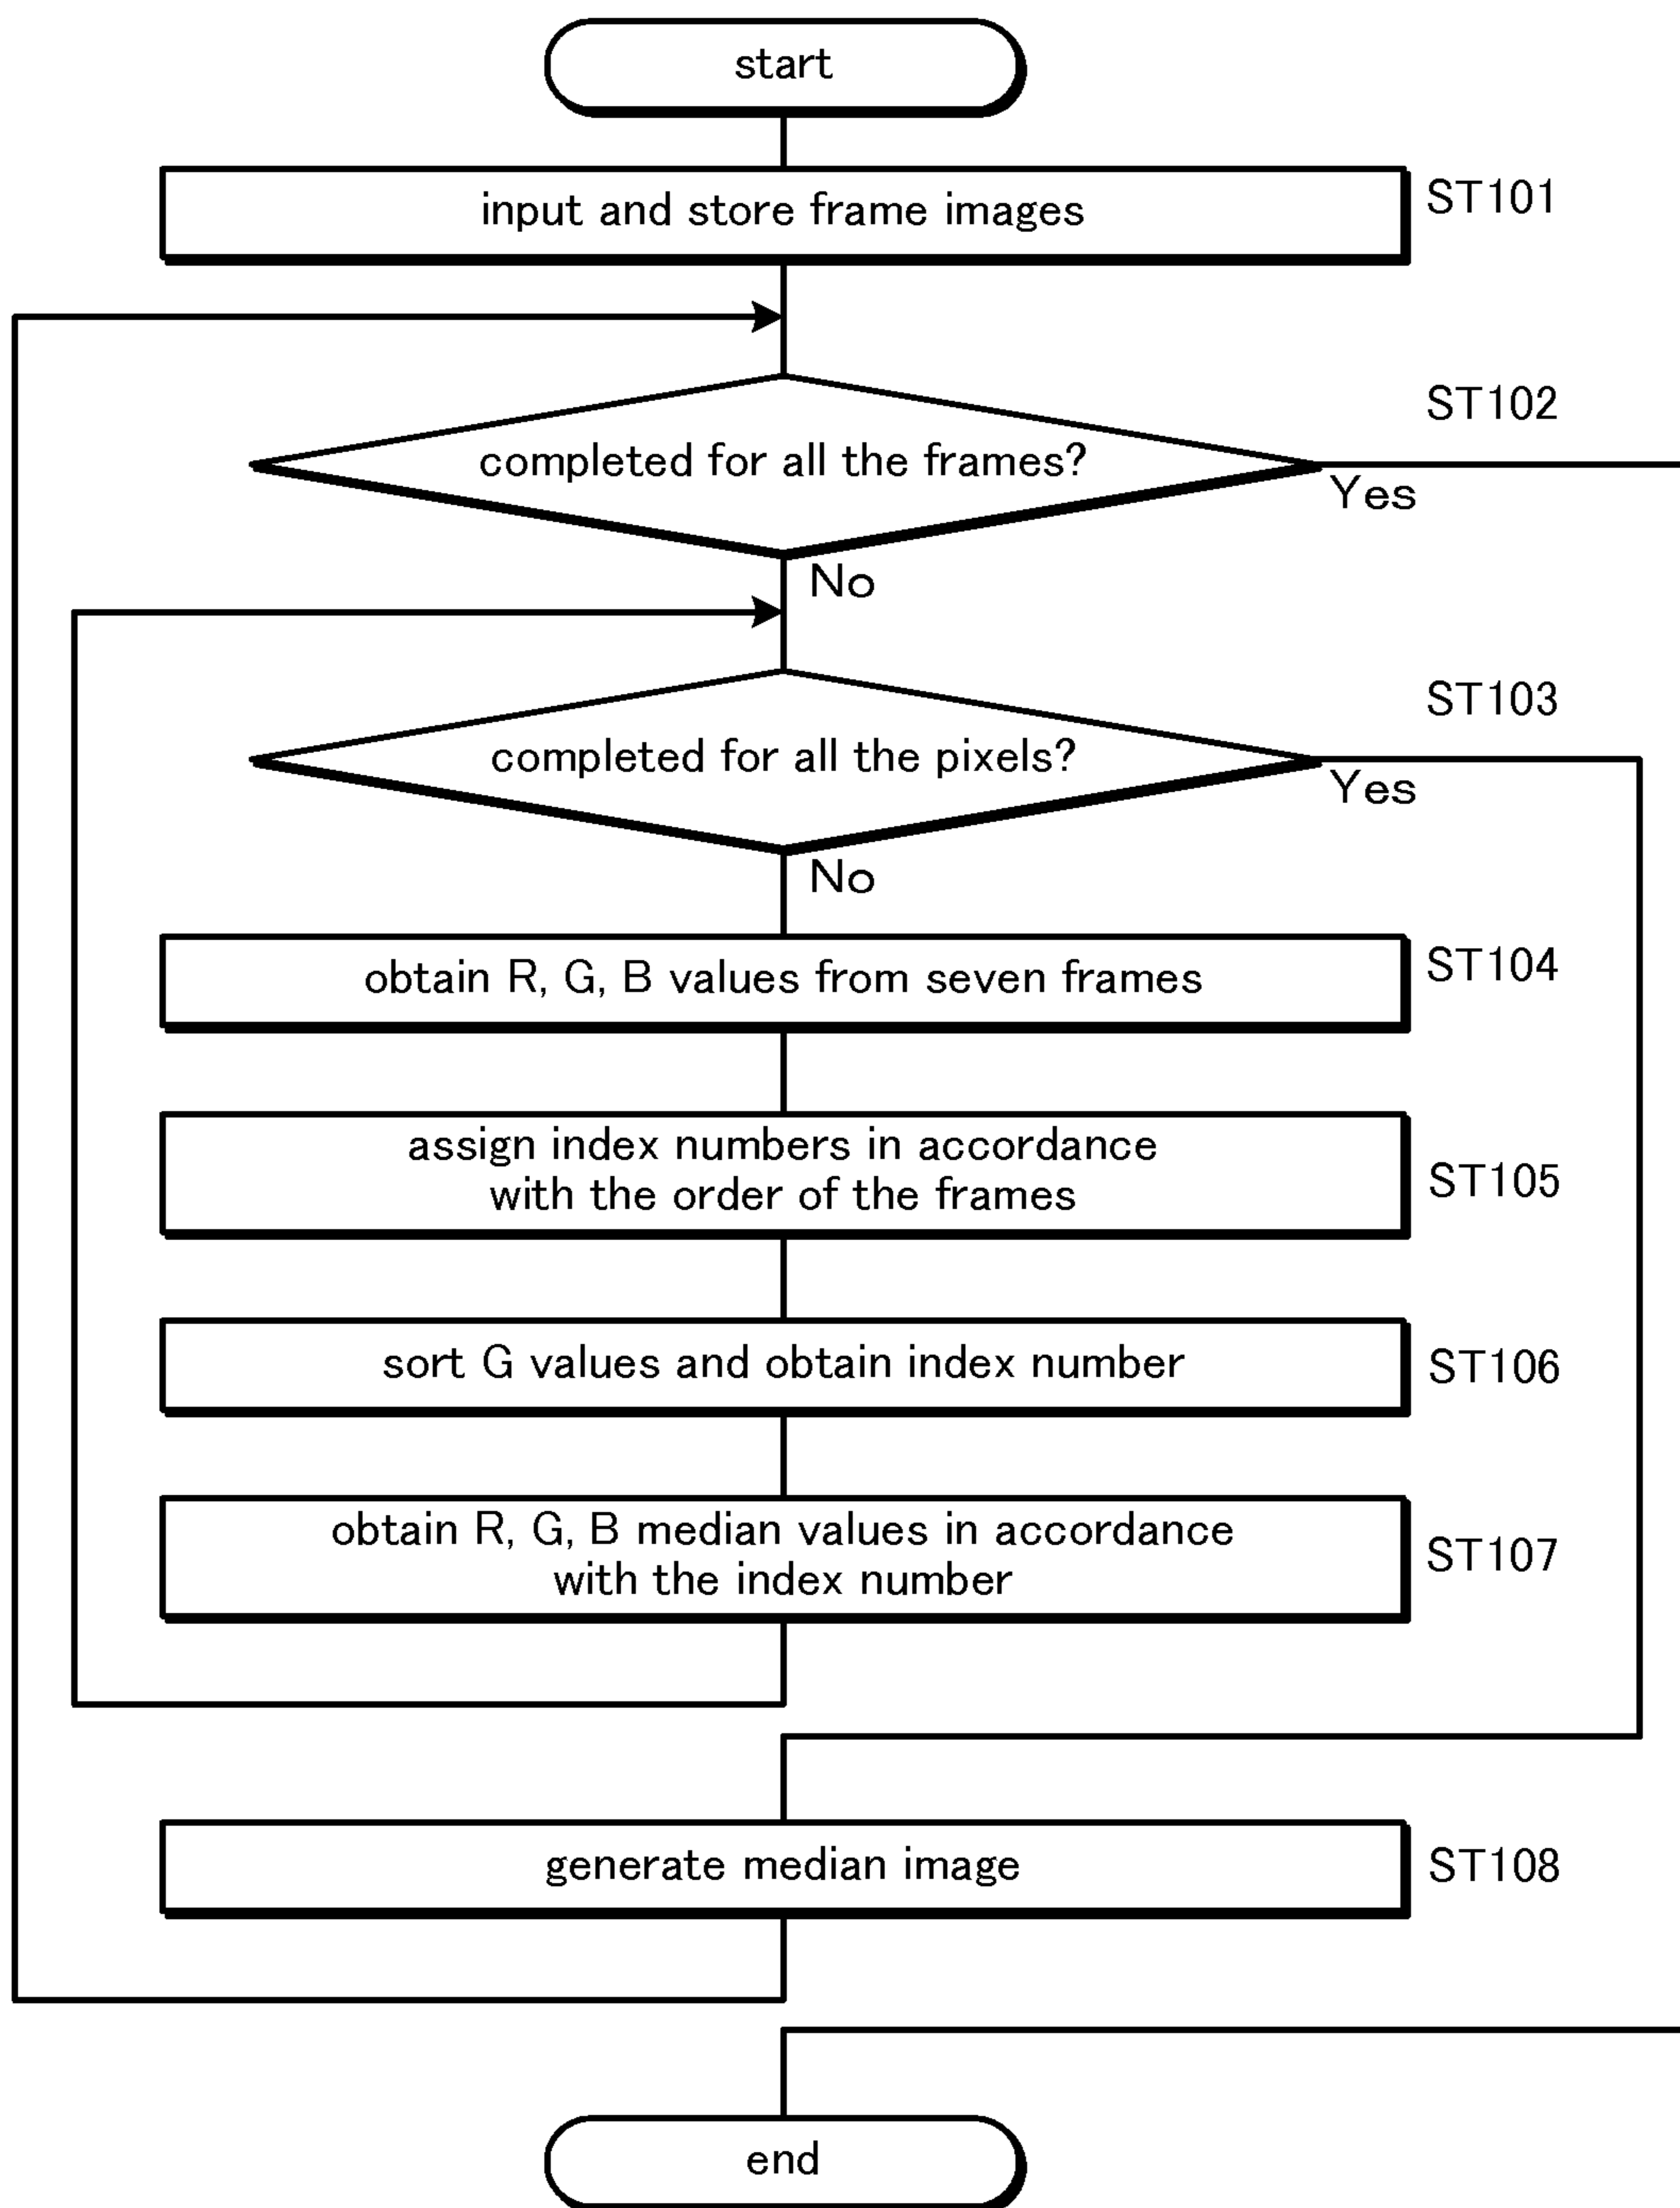 start
input and store frame images
ST101
ST102
completed for all the frames?
Yes
No
ST103
completed for all the pixels?
Yes
No
obtain R, G, B values from seven frames
ST104
assign index numbers in accordance
with the order of the frames
ST105
sort G values and obtain index number
ST106
obtain R, G, B median values in accordance
with the index number
ST107
generate median image
ST108
end